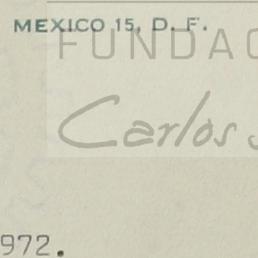 MEXICO 15, D. F.
FUNDAC
Carlos
972.